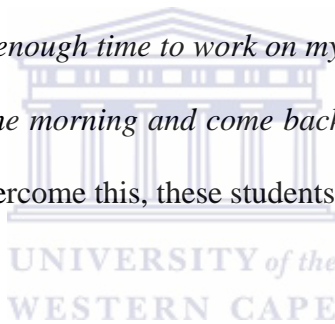 enough time to work on my
ne morning and come back
ercome this, these students
UNIVERSITY of the
WESTERN CAPE